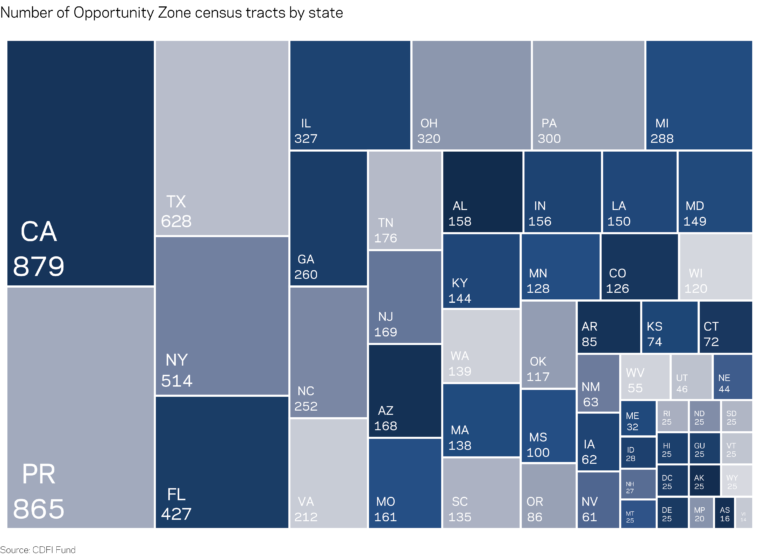 Number of Opportunity Zone census tracts by state
CA
879
PR
865
TX
628
NY
514
FL
427
IL
327
OH
320
PA
300
MI
288
GA
260
NC
252
VA
212
TN
176
NJ
169
AZ
168
MO
161
AL
158
IN
156
LA
150
MD
149
KY
144
WA
139
MA
138
SC
135
MN
128
CO
126
WI
120
OK
117
MS
100
OR
86
AR
85
KS
74
CT
72
NM
63
IA
62
NV
61
WV
55
UT
46
NE
44
ME
32
ID
28
NH
27
MT
25
RI
25
ND
25
SD
25
HI
25
GU
25
VT
25
DC
25
AK
25
WY
25
DE
25
MP
20
AS
16
Source: CDFI Fund